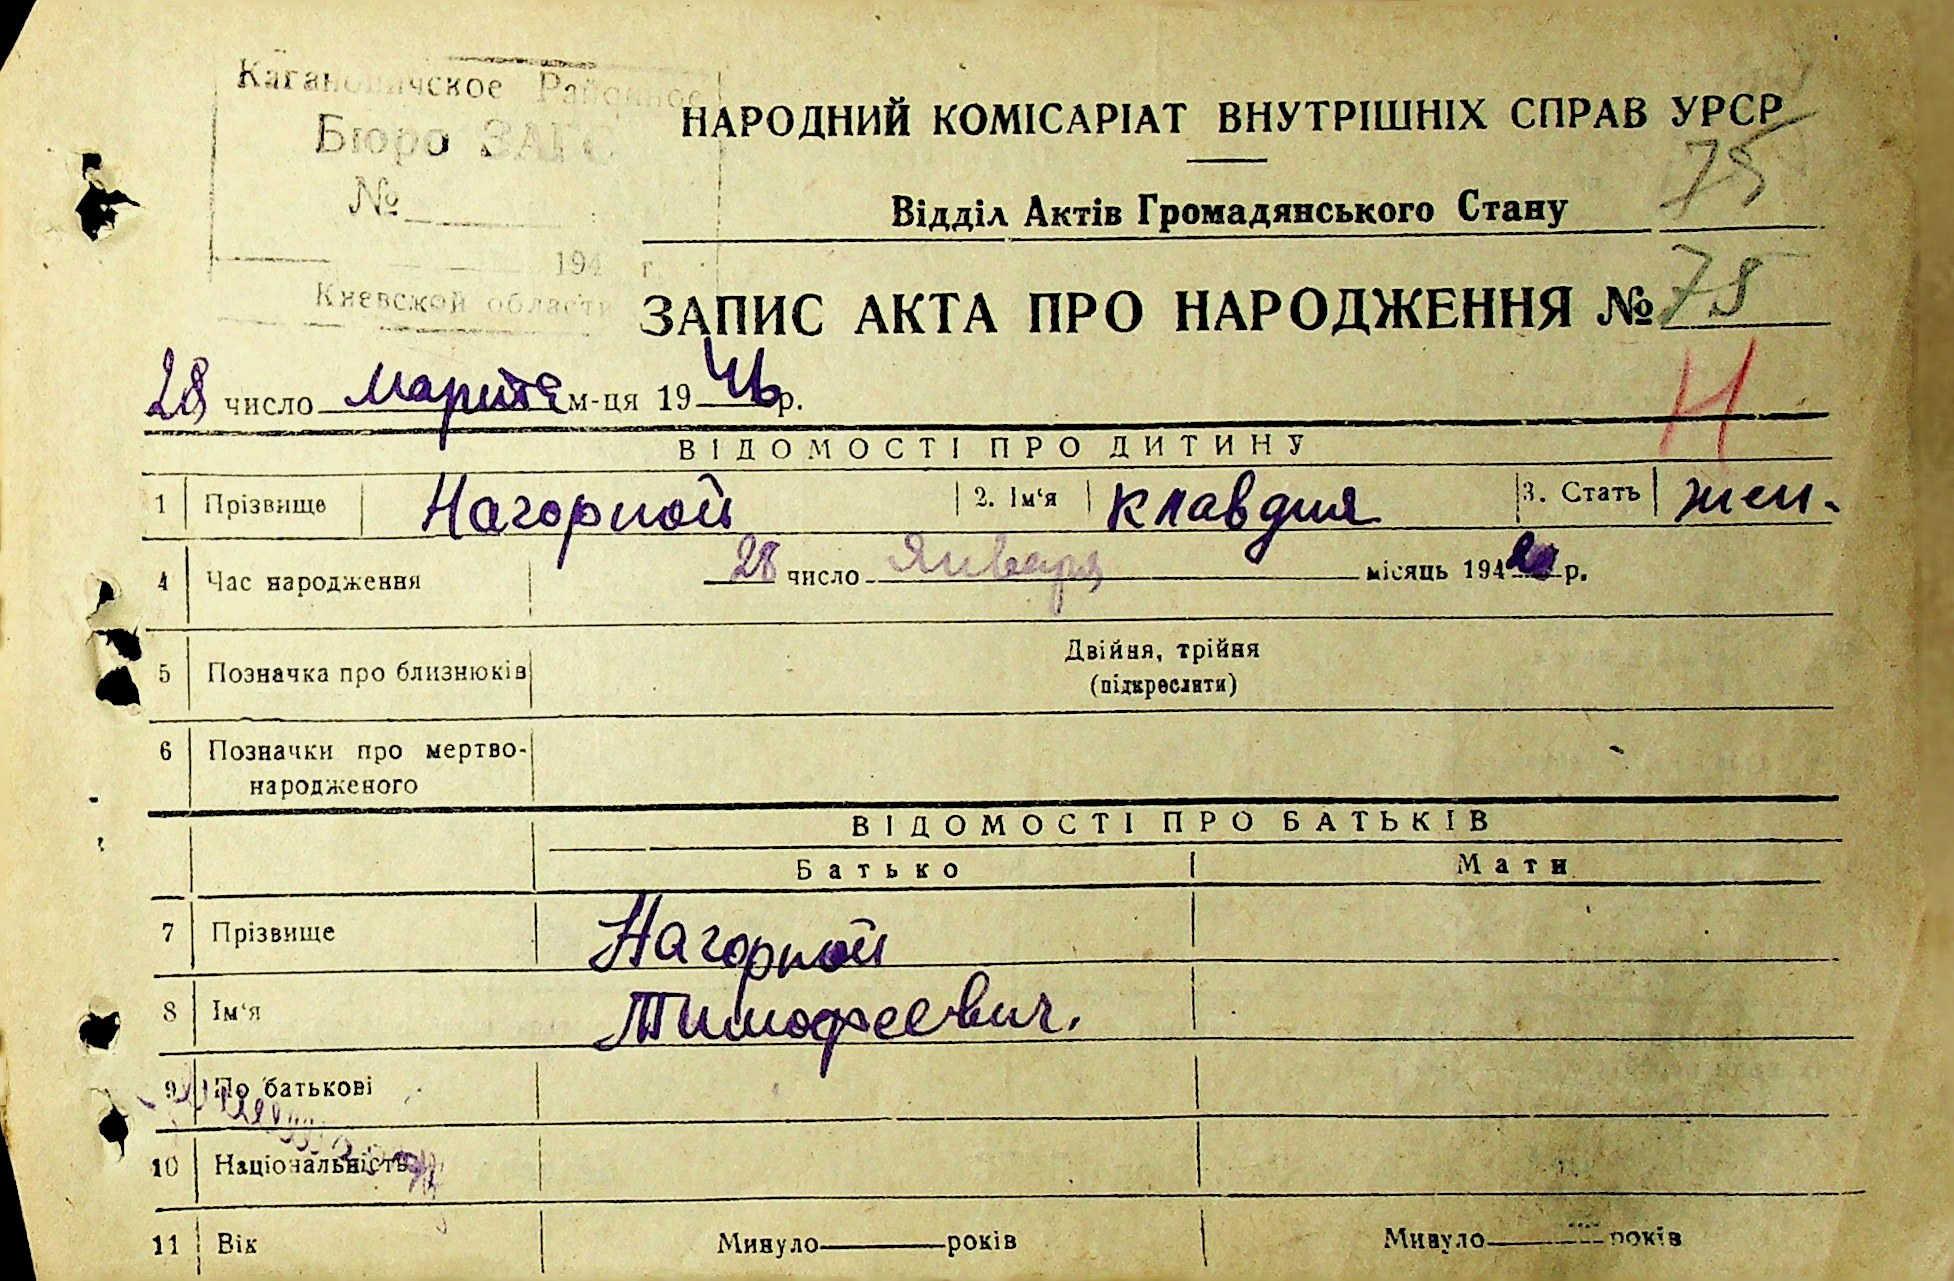 Кагановичское Районное
Бюро ЗАГС
№
194 г.
Киевской области
НАРОДНИЙ КОМІСАРІАТ ВНУТРІШНІХ СПРАВ УРСР
75
Відділ Актів Громадянського Стану
ЗАПИС АКТА ПРО НАРОДЖЕННЯ № 75
28 число марта м-ця 1946 р.
Н
ВІДОМОСТІ ПРО ДИТИНУ
1 Прізвище Нагорной 2. Ім‘я Клавдия 3. Стать жен.
4 Час народження 28 число Января місяць 194 р.
5 Позначка про близнюків Двійня, трійня
(підкреслити)
6 Позначки про мертво-
народженого
ВІДОМОСТІ ПРО БАТЬКІВ
Батько Мати
7 Прізвище Нагорной
8 Ім‘я Тимофеевич.
9 По батькові
10 Національність
11 Вік Минуло років Минуло років